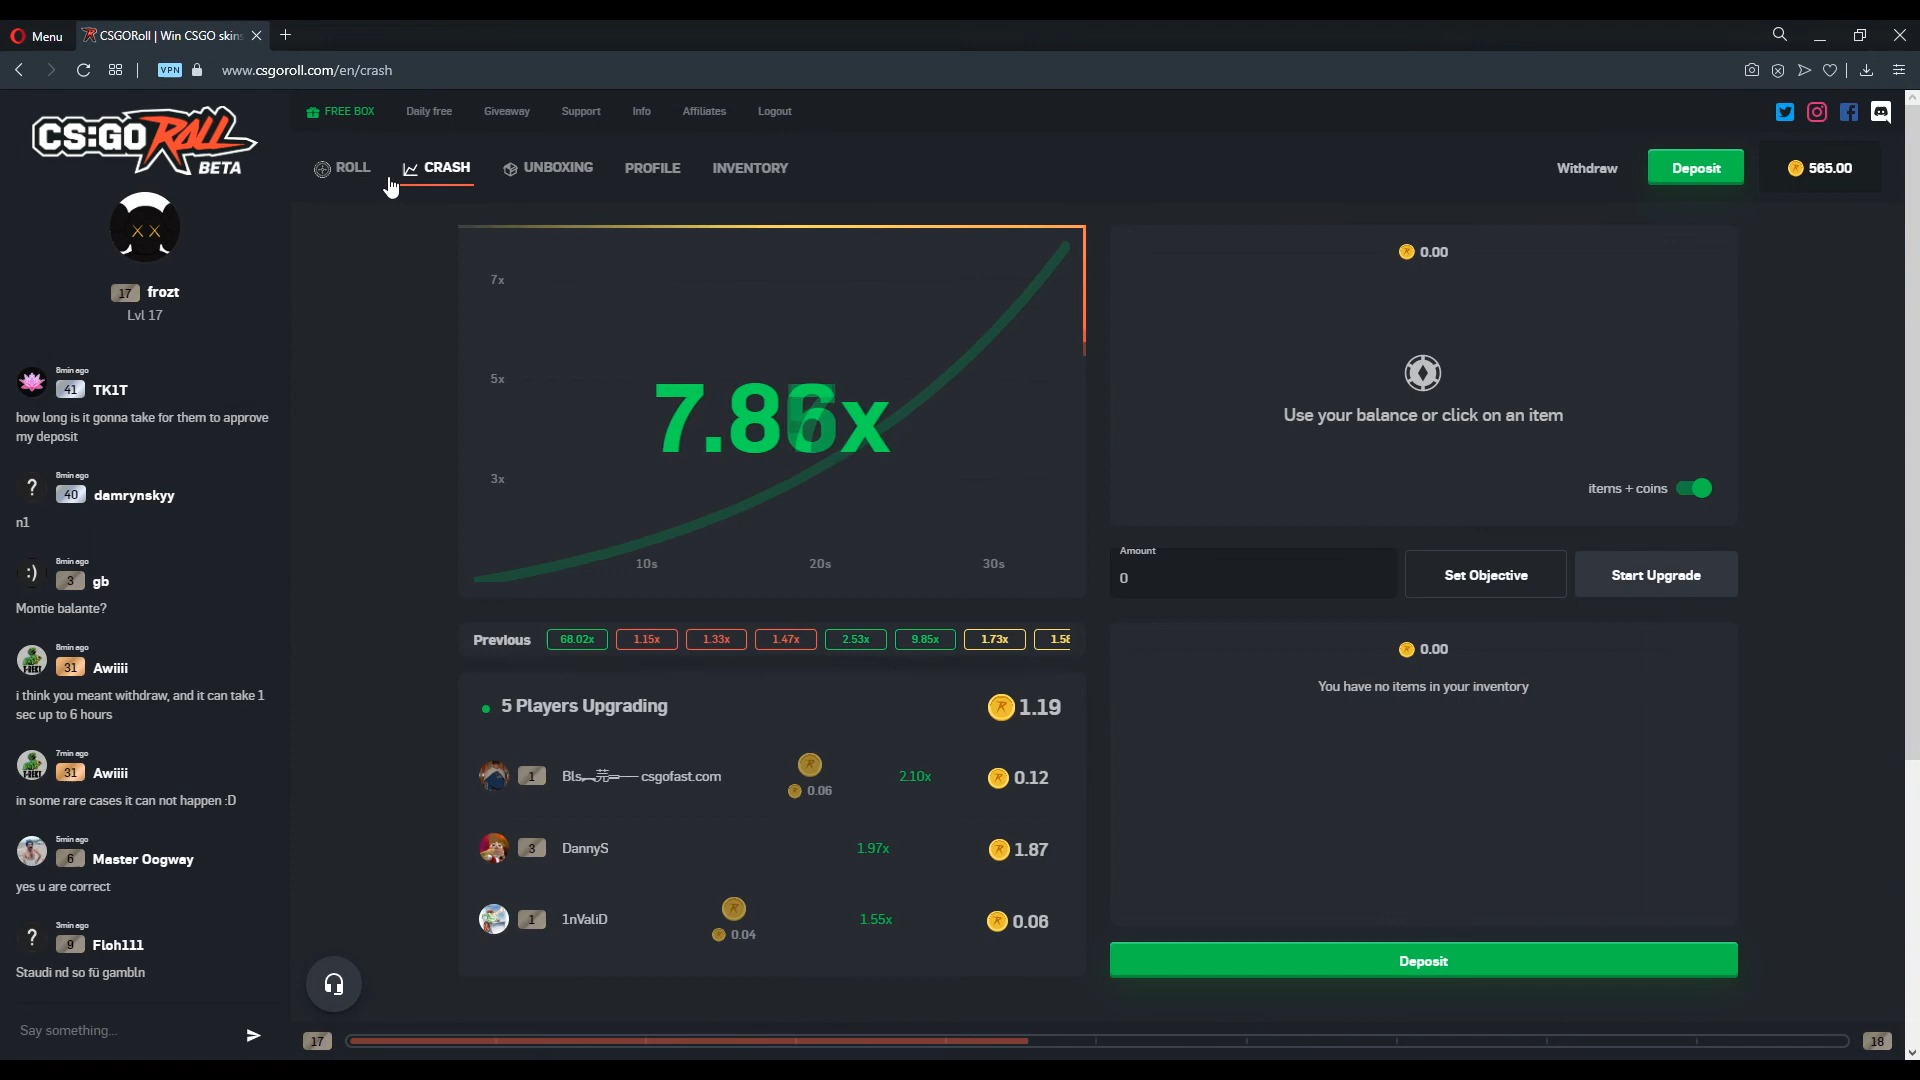 Menu
CSGORoll | Win CSGO skins
VPN
www.csgoroll.com/en/crash
CS:GO ROLL
BETA
17 frozt
Lvl 17
FREE BOX Daily free Giveaway Support Info Affiliates Logout
ROLL CRASH UNBOXING PROFILE INVENTORY
Withdraw Deposit 565.00
8min ago
41 TK1T
how long is it gonna take for them to approve
my deposit
8min ago
40 damrynskyy
n1
8min ago
3 gb
Montie balante?
8min ago
31 Awiiii
i think you meant withdraw, and it can take 1
sec up to 6 hours
7min ago
31 Awiiii
in some rare cases it can not happen :D
5min ago
6 Master Oogway
yes u are correct
3min ago
9 Floh111
Staudi nd so fü gambln
Say something...
7x
5x
3x
10s 20s 30s
Previous 68.02x 1.15x 1.33x 1.47x 2.53x 9.85x 1.73x
5 Players Upgrading 1.19
1 csgofast.com 0.06 2.10x 0.12
3 DannyS 1.97x 1.87
1 1nValiD 0.04 1.55x 0.06
0.00
Use your balance or click on an item
items + coins
Amount
0
Set Objective
Start Upgrade
0.00
You have no items in your inventory
Deposit
17 18